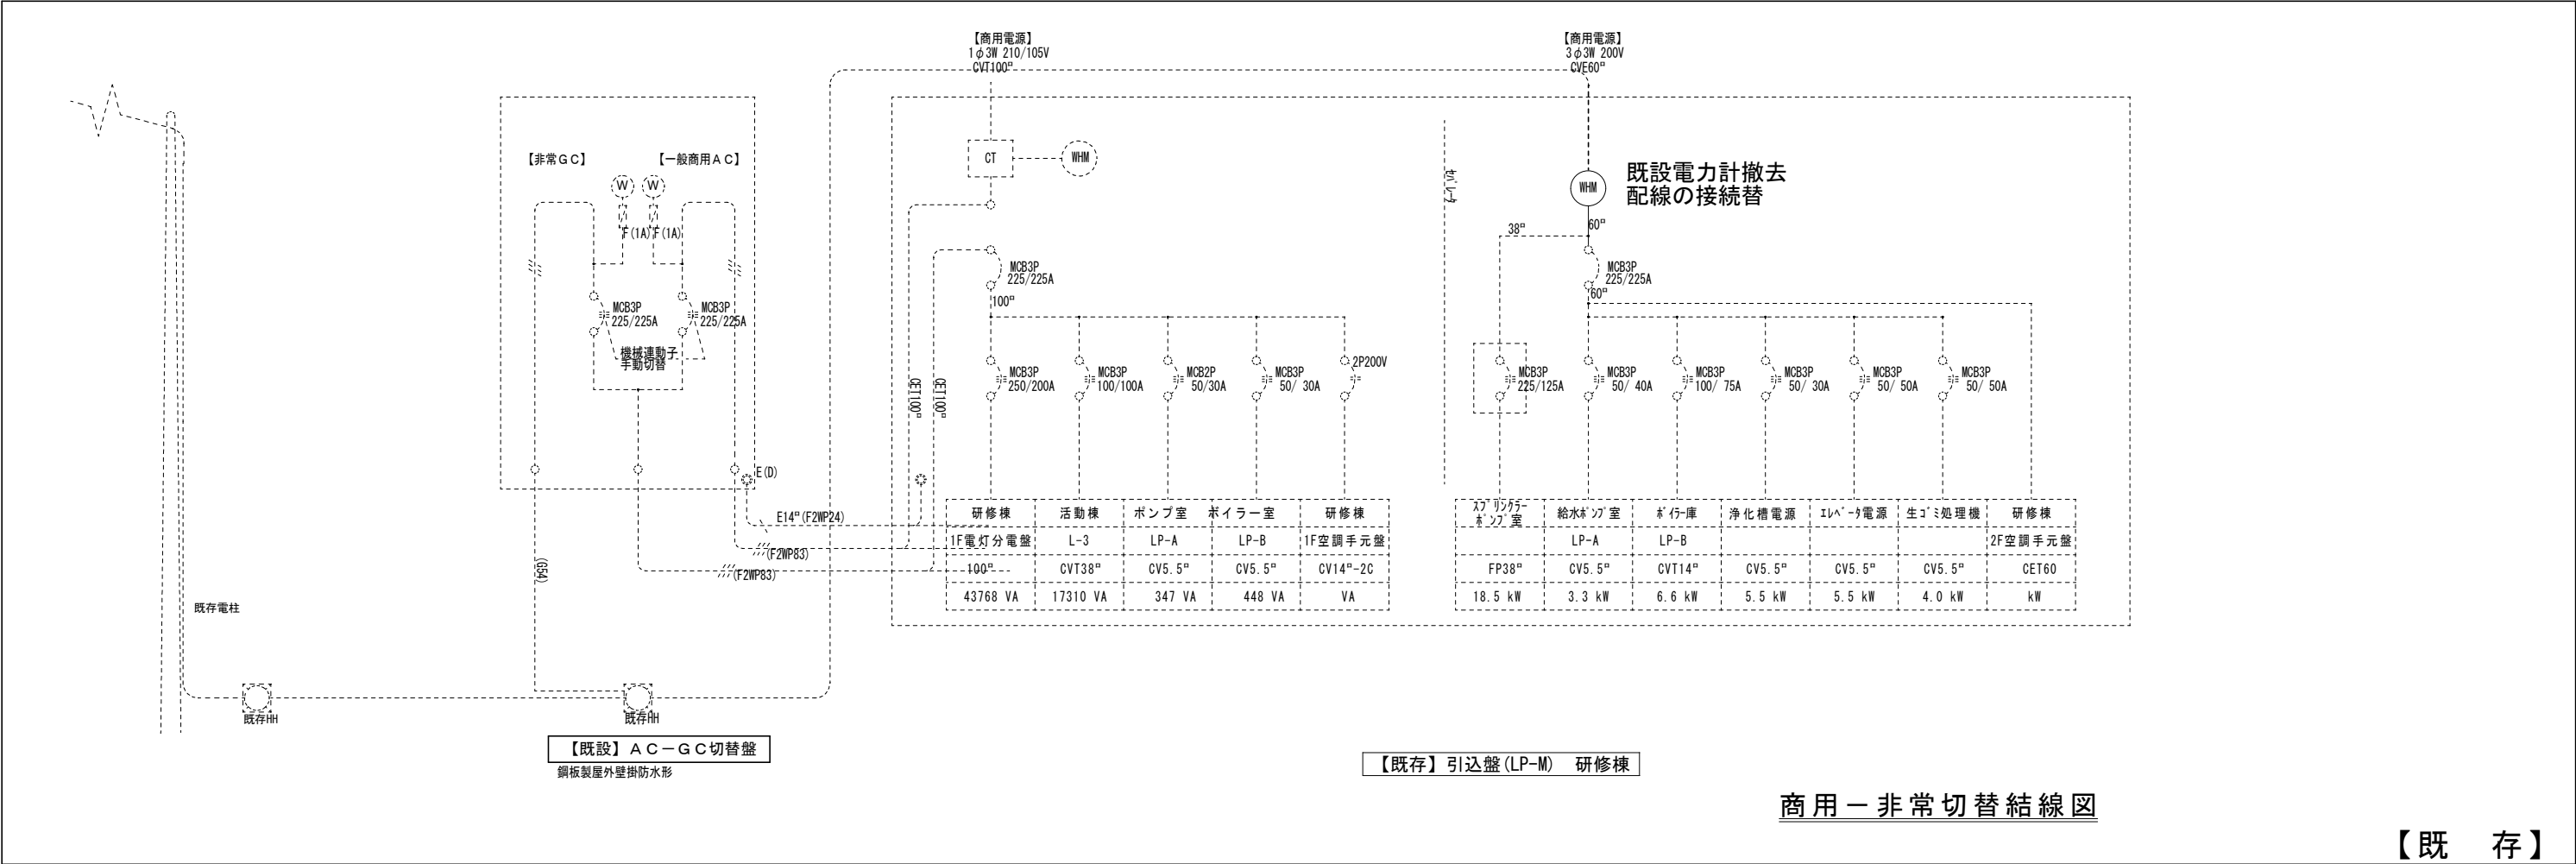 【商用電源】
1φ3W 210/105V
CVT100□
【商用電源】
3φ3W 200V
CVE60□
【非常GC】
【一般商用AC】
W
W
F(1A)
F(1A)
MCB3P
225/225A
MCB3P
225/225A
機械連動子
手動切替
E(D)
E14□(F2WP24)
(F2WP83)
(F2WP83)
(G54)
既存電柱
既存HH
既存HH
【既設】AC-GC切替盤
鋼板製屋外壁掛防水形
CT
WHM
CET100□
CET100□
MCB3P
225/225A
100□
MCB3P
250/200A
MCB3P
100/100A
MCB2P
50/30A
MCB3P
50/ 30A
2P200V
セパレータ
WHM
既設電力計撤去
配線の接続替
38□
60□
MCB3P
225/225A
60□
MCB3P
225/125A
MCB3P
50/ 40A
MCB3P
100/ 75A
MCB3P
50/ 30A
MCB3P
50/ 50A
MCB3P
50/ 50A
研修棟 活動棟 ポンプ室 ボイラー室 研修棟
1F電灯分電盤 L-3 LP-A LP-B 1F空調手元盤
100□ CVT38□ CV5.5□ CV5.5□ CV14□-2C
43768 VA 17310 VA 347 VA 448 VA VA
スプリンクラー
ポンプ室 給水ポンプ室 ボイラー庫 浄化槽電源 エレベータ電源 生ゴミ処理機 研修棟
LP-A LP-B 2F空調手元盤
FP38□ CV5.5□ CVT14□ CV5.5□ CV5.5□ CV5.5□ CET60
18.5 kW 3.3 kW 6.6 kW 5.5 kW 5.5 kW 4.0 kW kW
【既存】引込盤(LP-M) 研修棟
商用-非常切替結線図
【既 存】